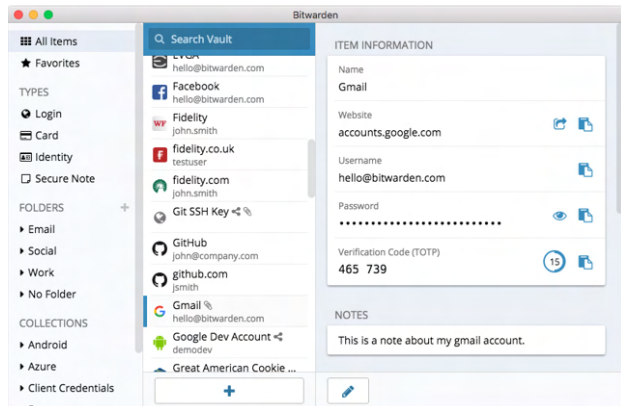 Bitwarden
All Items
Favorites
TYPES
Login
Card
Identity
Secure Note
FOLDERS +
Email
Social
Work
No Folder
COLLECTIONS
Android
Azure
Client Credentials
Search Vault
EVGA
hello@bitwarden.com
Facebook
hello@bitwarden.com
WF Fidelity
john.smith
fidelity.co.uk
testuser
fidelity.com
john.smith
Git SSH Key
GitHub
john@company.com
github.com
jsmith
Gmail
hello@bitwarden.com
Google Dev Account
demodev
Great American Cookie ...
+
ITEM INFORMATION
Name
Gmail
Website
accounts.google.com
Username
hello@bitwarden.com
Password
••••••••••••••••••••••••
Verification Code (TOTP)
465 739
15
NOTES
This is a note about my gmail account.